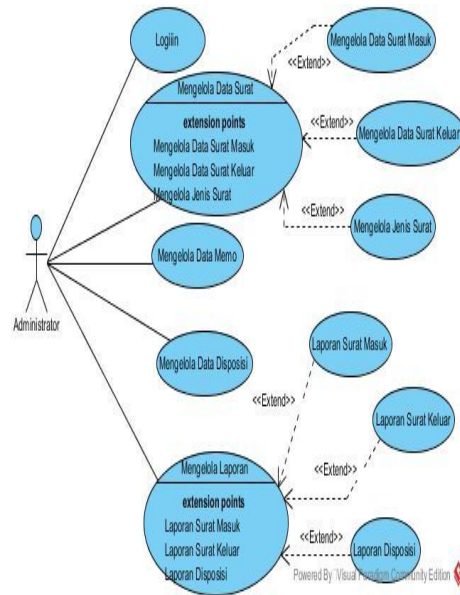 Logiiin
Mengelola Data Surat Masuk
<<Extend>>
Mengelola Data Surat
extension points
Mengelola Data Surat Masuk
Mengelola Data Surat Keluar
Mengelola Jenis Surat
<<Extend>>
Mengelola Data Surat Keluar
<<Extend>>
Mengelola Jenis Surat
Mengelola Data Memo
Administrator
Mengelola Data Disposisi
Laporan Surat Masuk
<<Extend>>
Laporan Surat Keluar
<<Extend>>
Mengelola Laporan
extension points
Laporan Surat Masuk
Laporan Surat Keluar
Laporan Disposisi
<<Extend>>
Laporan Disposisi
Powered By Visual Paradigm Community Edition